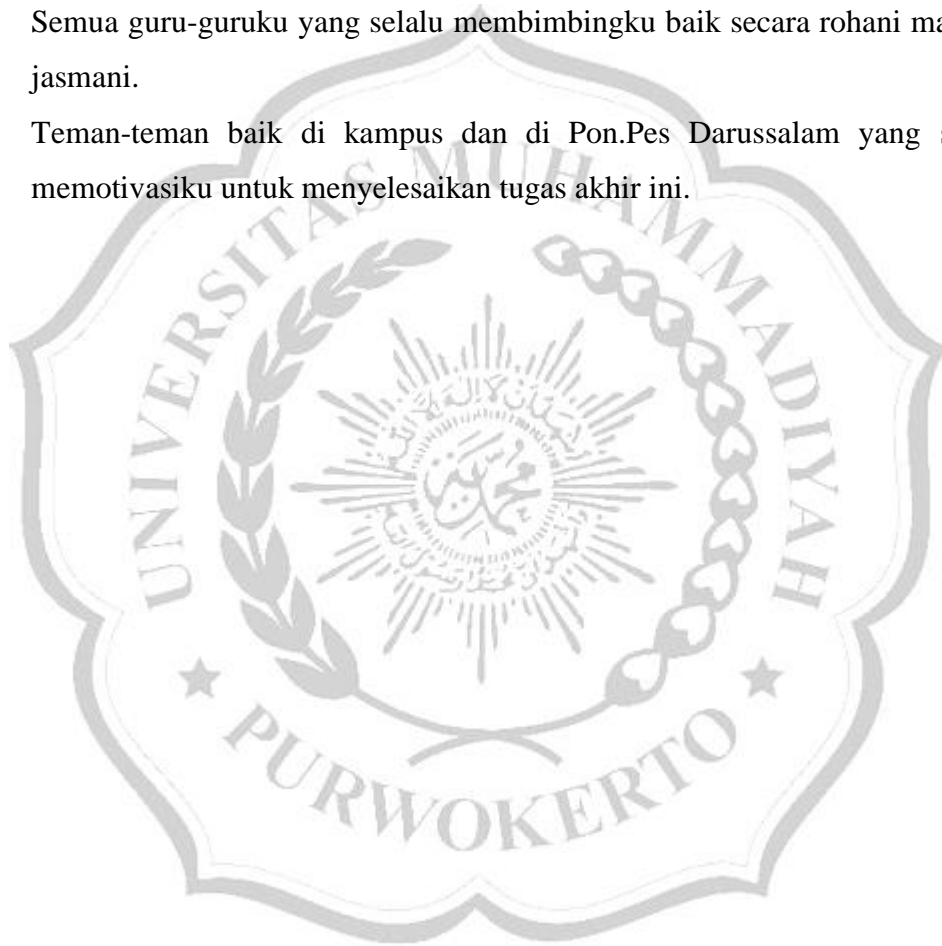 Semua guru-guruku yang selalu membimbingku baik secara rohani
jasmani.
Teman-teman baik di kampus dan di Pon.Pes Darussalam yang
memotivasiku untuk menyelesaikan tugas akhir ini.
UNIVERSITAS MUHAMMADIYAH
PURWOKERTO